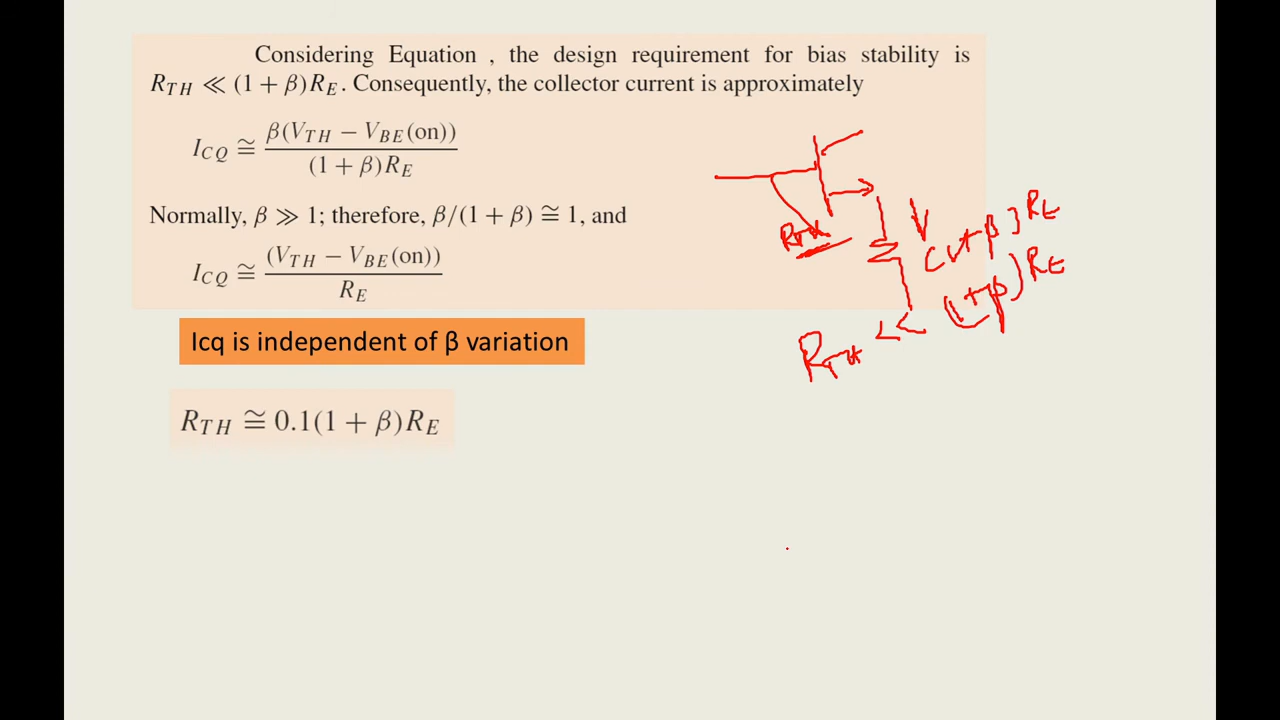 Considering Equation , the design requirement for bias stability is
R_TH ≪ (1 + β)R_E. Consequently, the collector current is approximately
I_CQ ≅ β(V_TH − V_BE(on)) / (1 + β)R_E
Normally, β ≫ 1; therefore, β/(1 + β) ≅ 1, and
I_CQ ≅ (V_TH − V_BE(on)) / R_E
Icq is independent of β variation
R_TH ≅ 0.1(1 + β)R_E
R_TH
(1+β) R_E
R_TH << (1+β) R_E